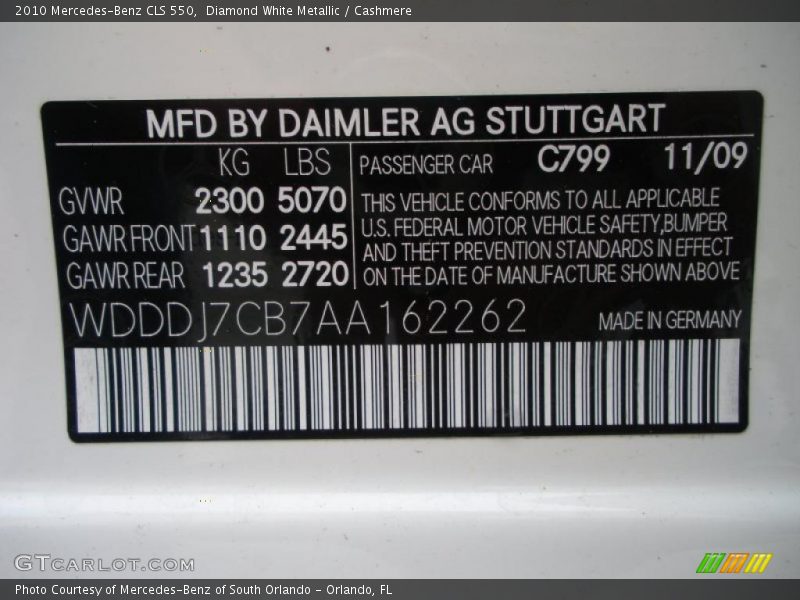 2010 Mercedes-Benz CLS 550,  Diamond White Metallic / Cashmere
MFD BY DAIMLER AG STUTTGART
KG LBS
GVWR 2300 5070
GAWR FRONT 1110 2445
GAWR REAR 1235 2720
PASSENGER CAR C799 11/09
THIS VEHICLE CONFORMS TO ALL APPLICABLE
U.S. FEDERAL MOTOR VEHICLE SAFETY,BUMPER
AND THEFT PREVENTION STANDARDS IN EFFECT
ON THE DATE OF MANUFACTURE SHOWN ABOVE
WDDDJ7CB7AA162262
MADE IN GERMANY
GTCARLOT.COM
Photo Courtesy of Mercedes-Benz of South Orlando - Orlando, FL